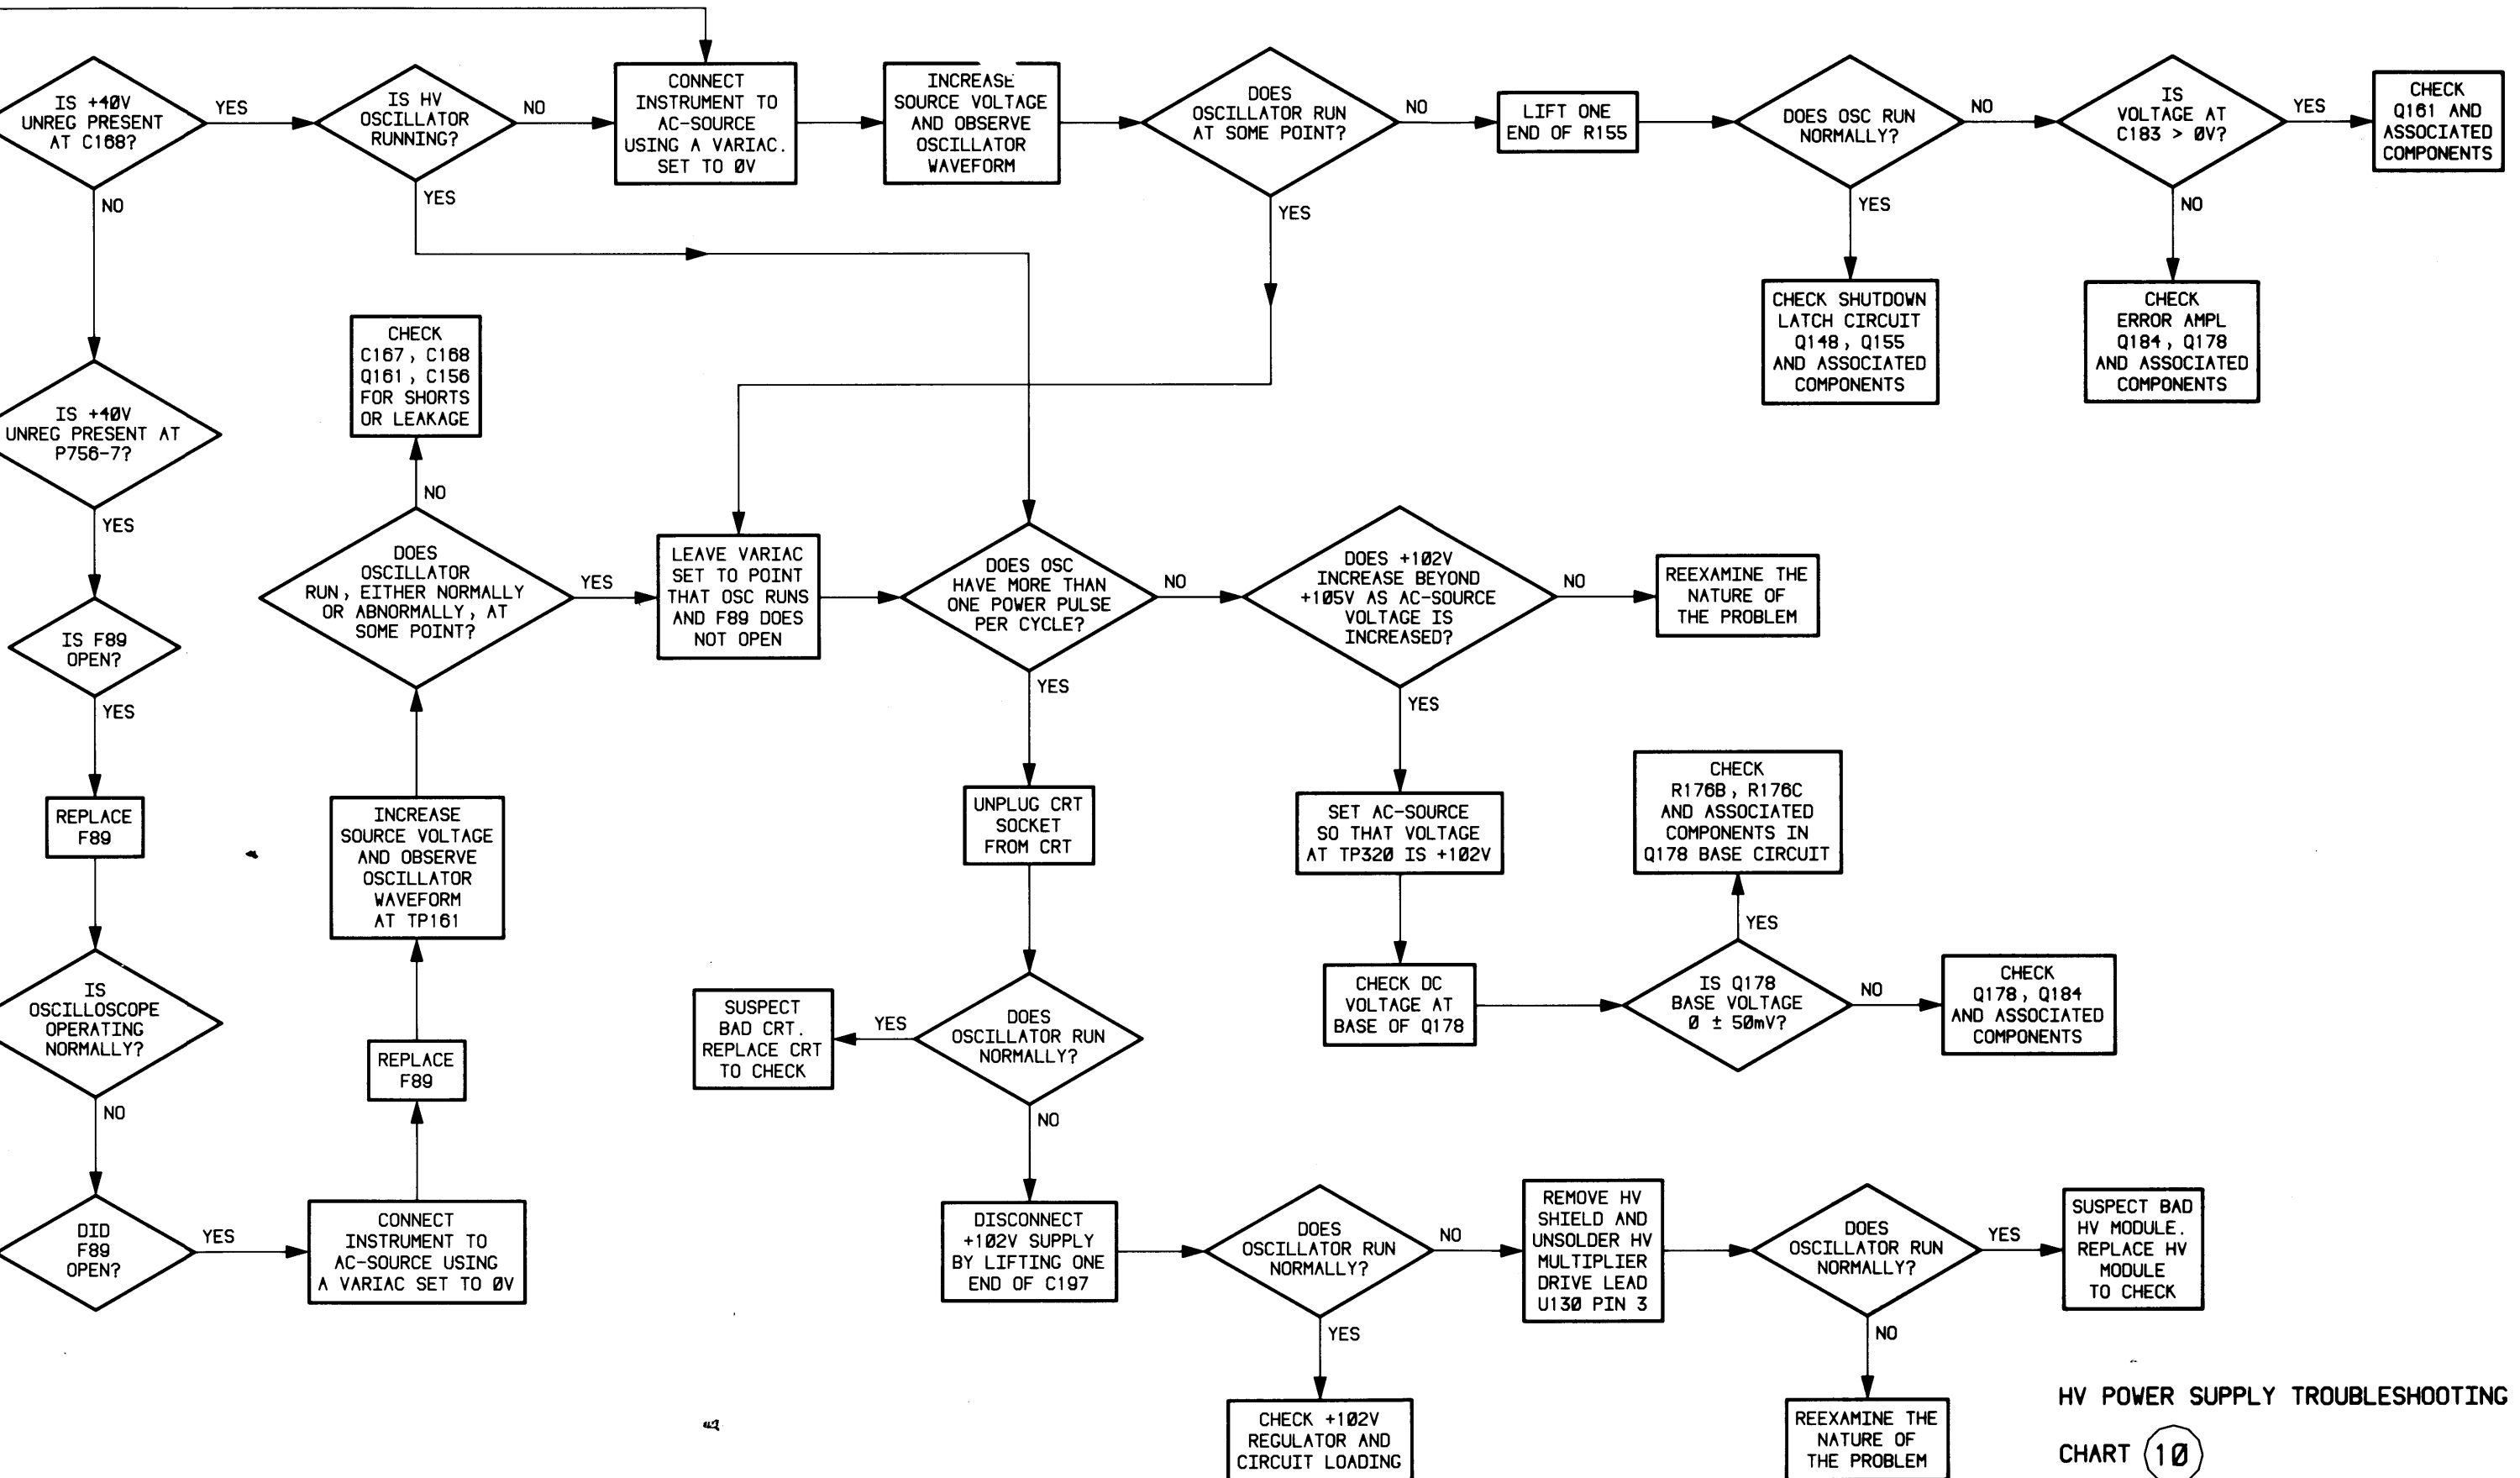 IS +40V
UNREG PRESENT
AT C168?
YES
NO
IS HV
OSCILLATOR
RUNNING?
NO
YES
CONNECT
INSTRUMENT TO
AC-SOURCE
USING A VARIAC.
SET TO 0V
INCREASE
SOURCE VOLTAGE
AND OBSERVE
OSCILLATOR
WAVEFORM
DOES
OSCILLATOR RUN
AT SOME POINT?
NO
YES
LIFT ONE
END OF R155
DOES OSC RUN
NORMALLY?
NO
YES
IS
VOLTAGE AT
C183 > 0V?
YES
NO
CHECK
Q161 AND
ASSOCIATED
COMPONENTS
CHECK SHUTDOWN
LATCH CIRCUIT
Q148, Q155
AND ASSOCIATED
COMPONENTS
CHECK
ERROR AMPL
Q184, Q178
AND ASSOCIATED
COMPONENTS
IS +40V
UNREG PRESENT AT
P756-7?
YES
CHECK
C167, C168
Q161, C156
FOR SHORTS
OR LEAKAGE
NO
DOES
OSCILLATOR
RUN, EITHER NORMALLY
OR ABNORMALLY, AT
SOME POINT?
YES
LEAVE VARIAC
SET TO POINT
THAT OSC RUNS
AND F89 DOES
NOT OPEN
DOES OSC
HAVE MORE THAN
ONE POWER PULSE
PER CYCLE?
NO
YES
DOES +102V
INCREASE BEYOND
+105V AS AC-SOURCE
VOLTAGE IS
INCREASED?
NO
YES
REEXAMINE THE
NATURE OF
THE PROBLEM
IS F89
OPEN?
YES
REPLACE
F89
INCREASE
SOURCE VOLTAGE
AND OBSERVE
OSCILLATOR
WAVEFORM
AT TP161
UNPLUG CRT
SOCKET
FROM CRT
SET AC-SOURCE
SO THAT VOLTAGE
AT TP320 IS +102V
CHECK
R176B, R176C
AND ASSOCIATED
COMPONENTS IN
Q178 BASE CIRCUIT
YES
IS
OSCILLOSCOPE
OPERATING
NORMALLY?
NO
REPLACE
F89
SUSPECT
BAD CRT.
REPLACE CRT
TO CHECK
YES
DOES
OSCILLATOR RUN
NORMALLY?
NO
CHECK DC
VOLTAGE AT
BASE OF Q178
IS Q178
BASE VOLTAGE
0 ± 50mV?
NO
CHECK
Q178, Q184
AND ASSOCIATED
COMPONENTS
DID
F89
OPEN?
YES
CONNECT
INSTRUMENT TO
AC-SOURCE USING
A VARIAC SET TO 0V
DISCONNECT
+102V SUPPLY
BY LIFTING ONE
END OF C197
DOES
OSCILLATOR RUN
NORMALLY?
NO
YES
REMOVE HV
SHIELD AND
UNSOLDER HV
MULTIPLIER
DRIVE LEAD
U130 PIN 3
DOES
OSCILLATOR RUN
NORMALLY?
YES
NO
SUSPECT BAD
HV MODULE.
REPLACE HV
MODULE
TO CHECK
CHECK +102V
REGULATOR AND
CIRCUIT LOADING
REEXAMINE THE
NATURE OF
THE PROBLEM
HV POWER SUPPLY TROUBLESHOOTING
CHART 10